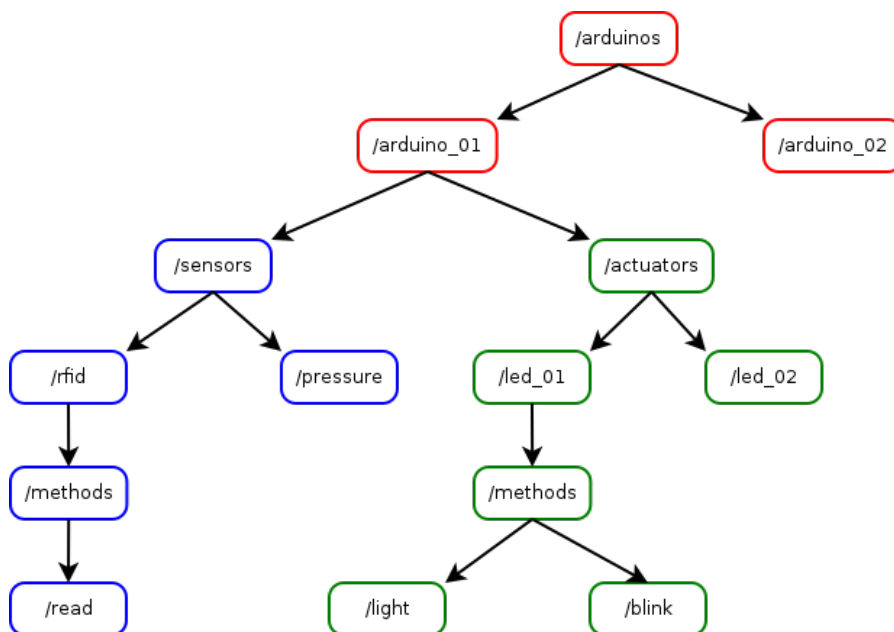 /arduinos
/arduino_01
/arduino_02
/sensors
/actuators
/rfid
/pressure
/led_01
/led_02
/methods
/methods
/read
/light
/blink